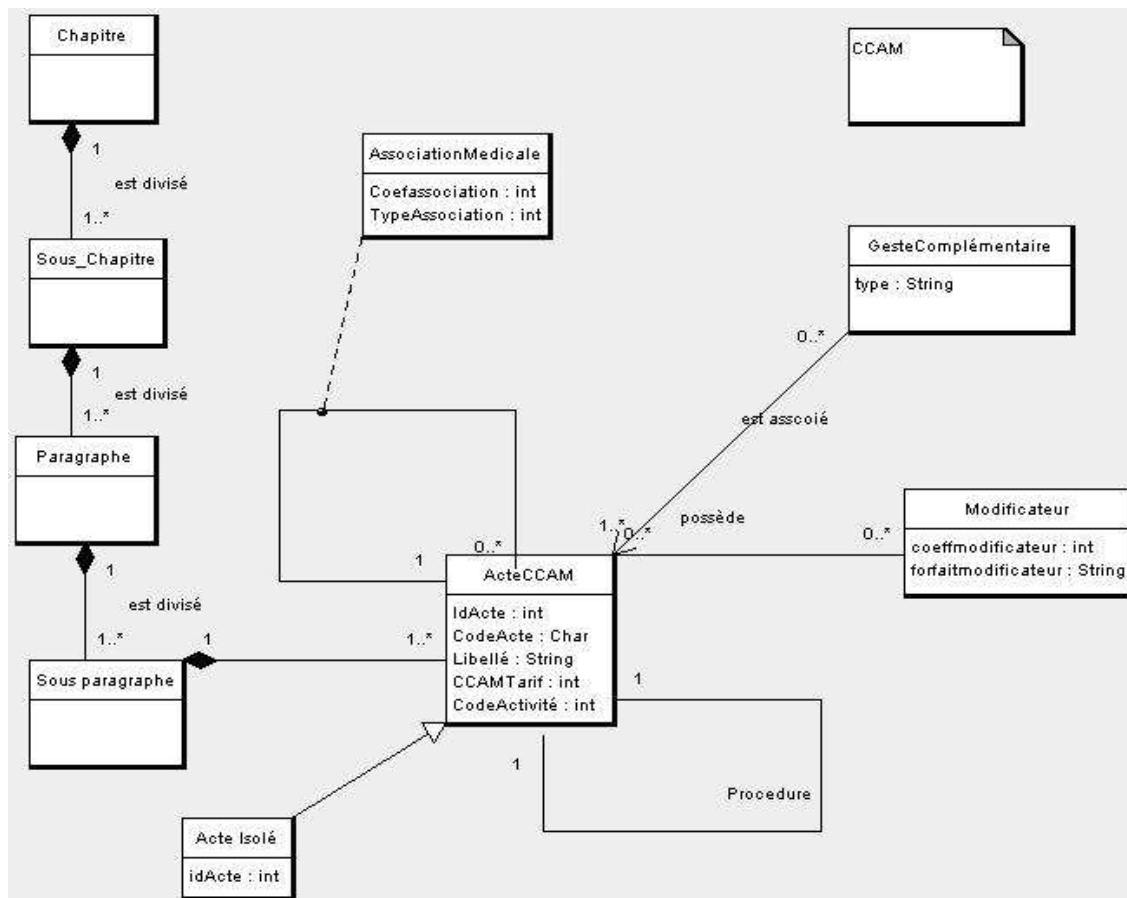 Chapitre
CCAM
1
est divisé
1..*
AssociationMedicale
Coefassociation : int
TypeAssociation : int
Sous_Chapitre
GesteComplémentaire
type : String
1
est divisé
1..*
0..*
est asscoié
Paragraphe
1
est divisé
1..*
Modificateur
coeffmodificateur : int
forfaitmodificateur : String
1..*
0..*
possède
0..*
1
0..*
ActeCCAM
IdActe : int
CodeActe : Char
Libellé : String
CCAMTarif : int
CodeActivité : int
Sous paragraphe
1
1..*
1
1
Procedure
Acte Isolé
idActe : int